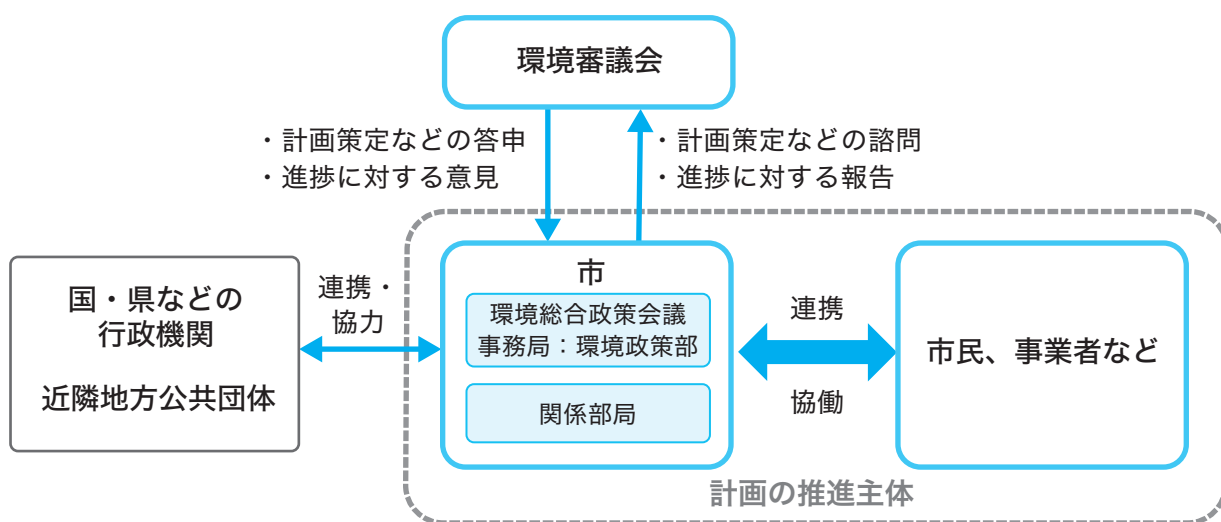 環境審議会
・計画策定などの答申
・進捗に対する意見
・計画策定などの諮問
・進捗に対する報告
国・県などの
行政機関
近隣地方公共団体
連携・
協力
市
環境総合政策会議
事務局：環境政策部
関係部局
連携
協働
市民、事業者など
計画の推進主体